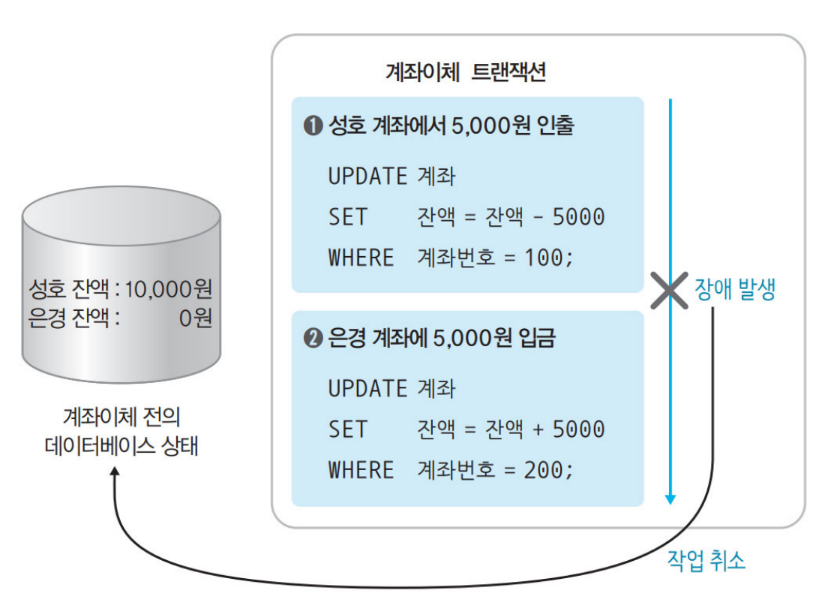 계좌이체 트랜잭션
❶ 성호 계좌에서 5,000원 인출
UPDATE 계좌
SET 잔액 = 잔액 - 5000
WHERE 계좌번호 = 100;
장애 발생
❷ 은경 계좌에 5,000원 입금
UPDATE 계좌
SET 잔액 = 잔액 + 5000
WHERE 계좌번호 = 200;
작업 취소
성호 잔액 : 10,000원
은경 잔액 : 0원
계좌이체 전의
데이터베이스 상태